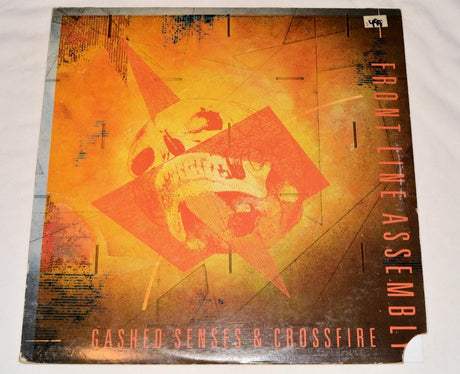 FRONT LINE ASSEMBLY
GASHED SENSES & CROSSFIRE